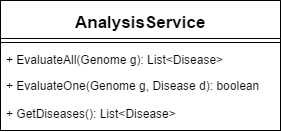 AnalysisService
+ EvaluateAll(Genome g): List<Disease>
+ EvaluateOne(Genome g, Disease d): boolean
+ GetDiseases(): List<Disease>